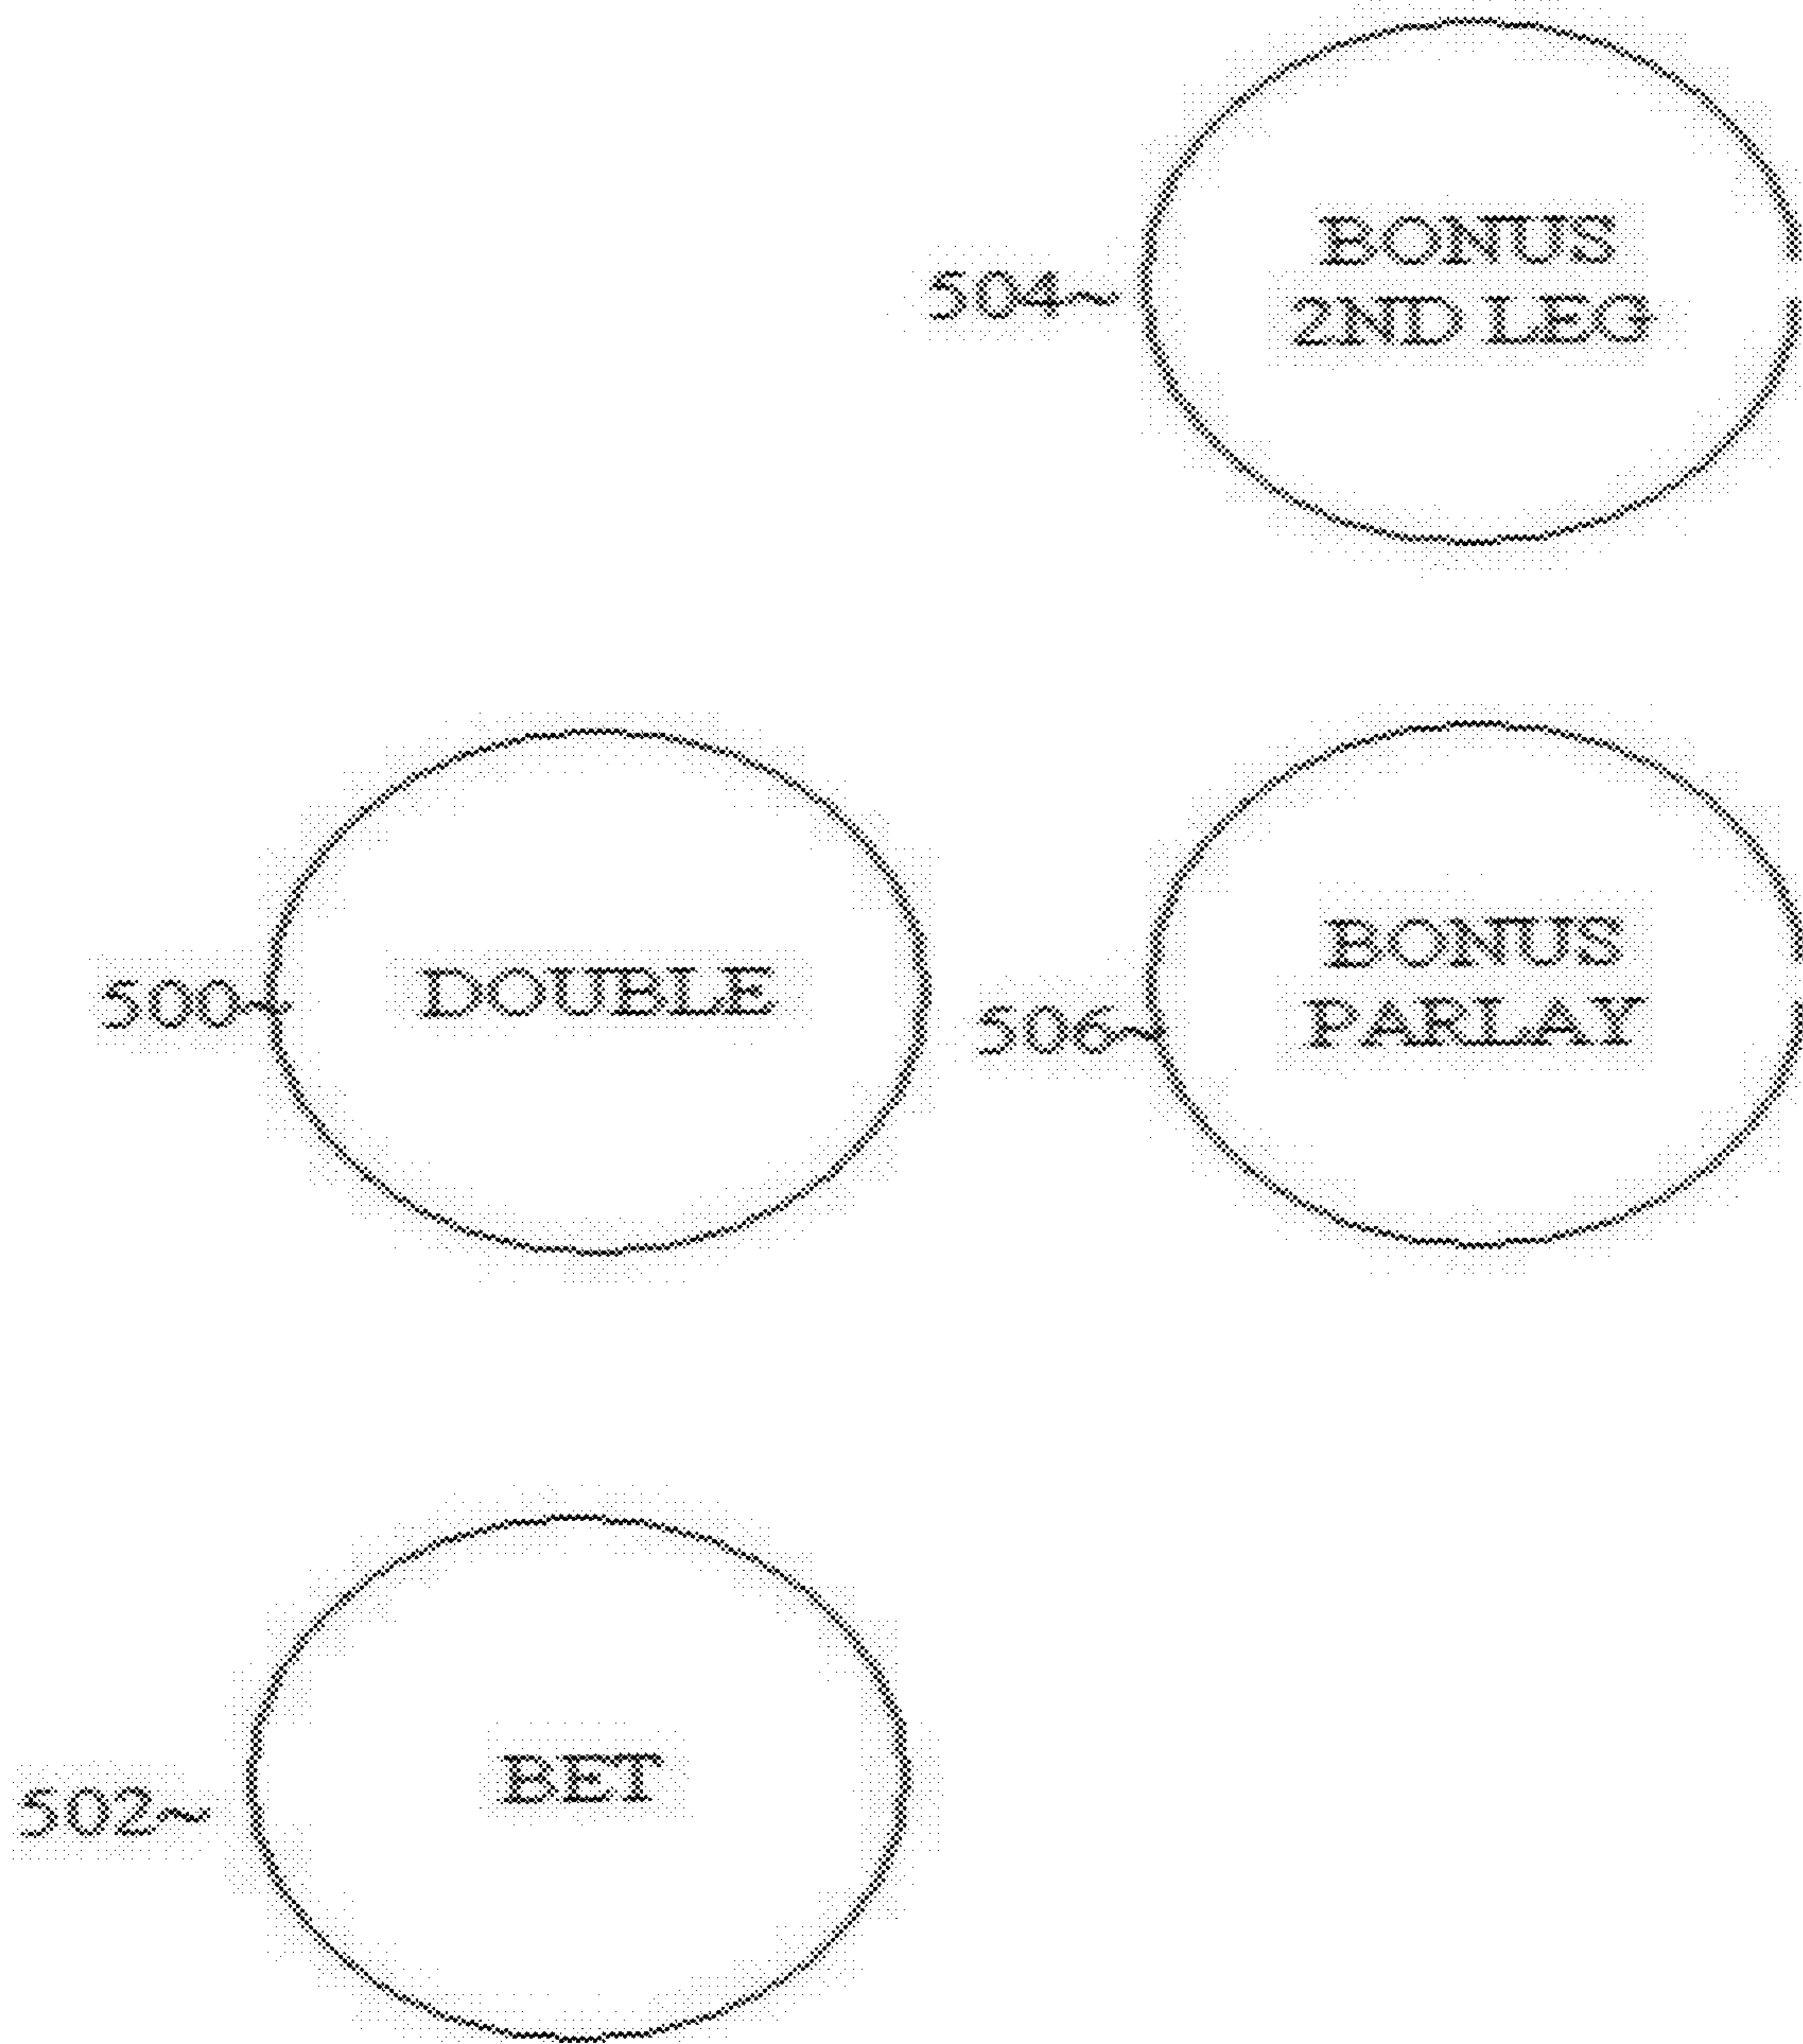 BONUS
504~ 2ND LEG
500~ DOUBLE
BONUS
506~ PARLAY
502~ BET